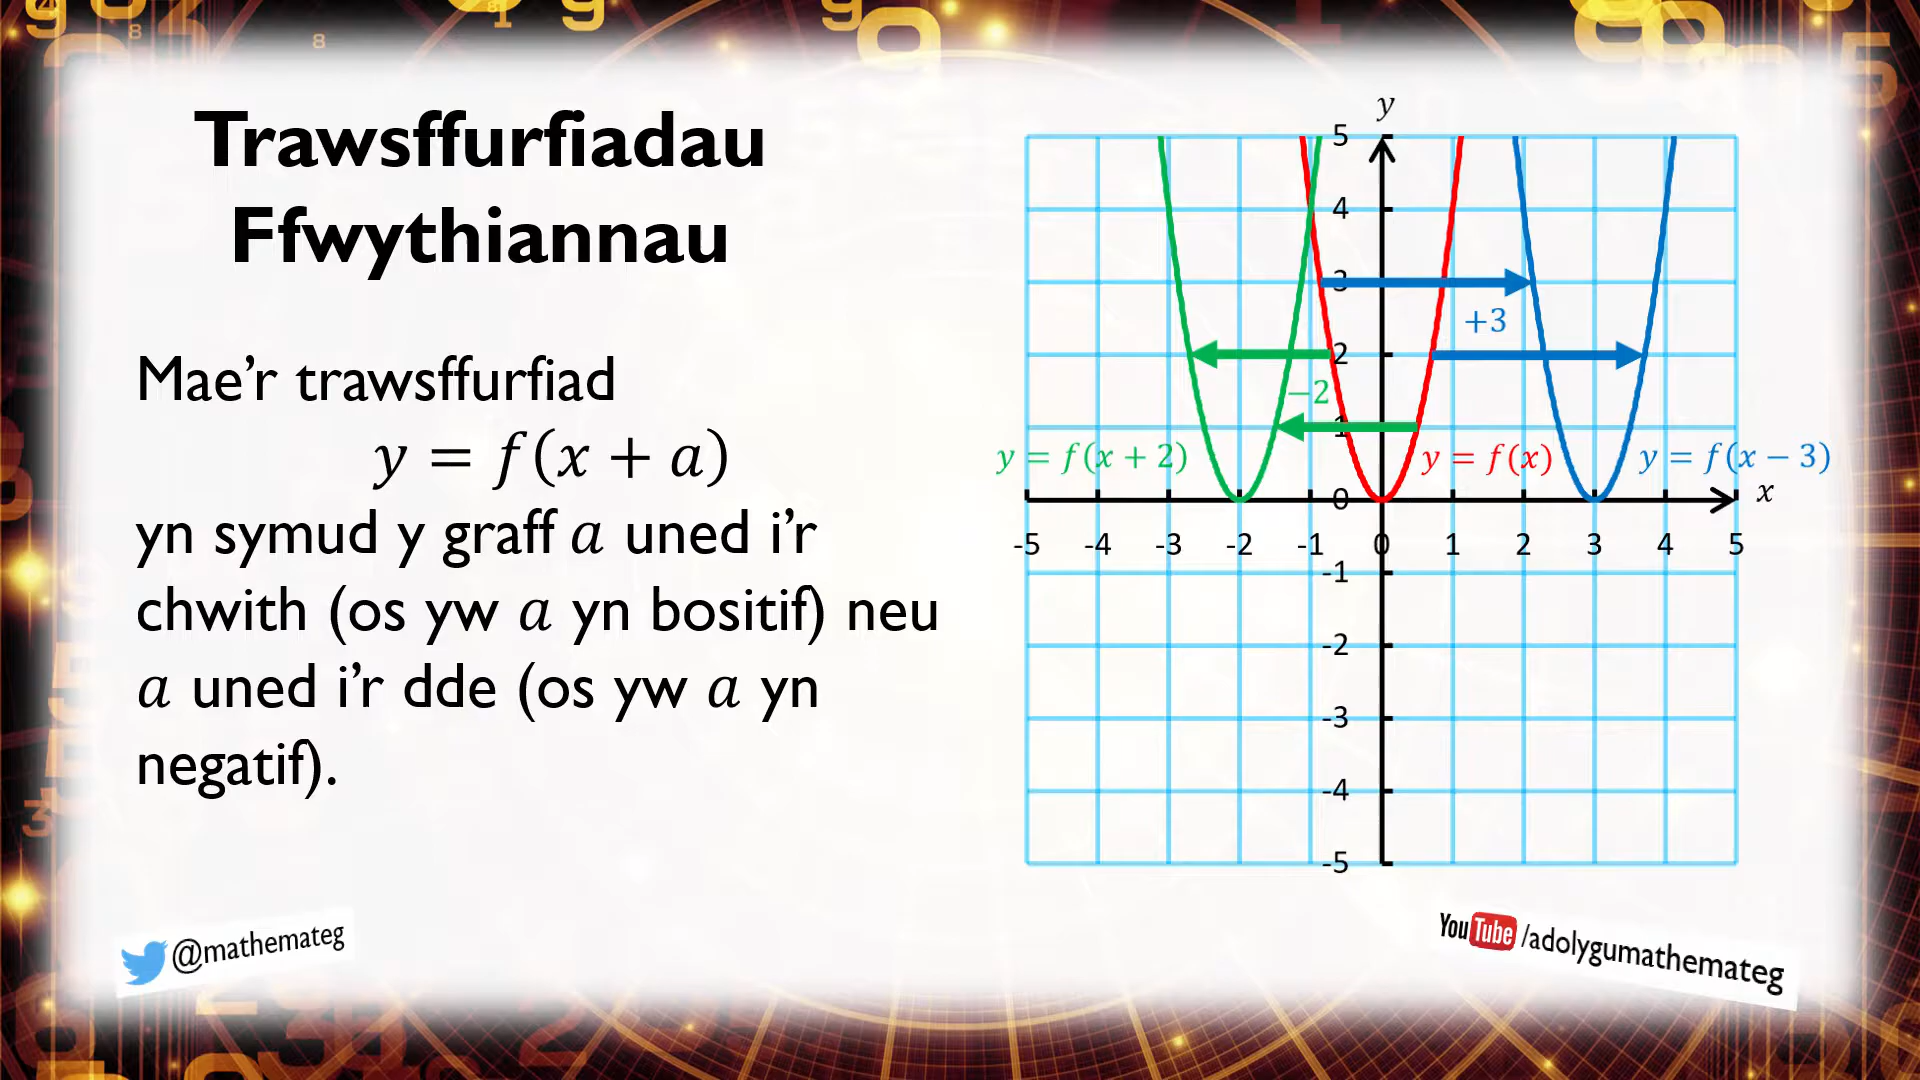 Trawsffurfiadau
Ffwythiannau
Mae’r trawsffurfiad
y = f(x + a)
yn symud y graff a uned i’r
chwith (os yw a yn bositif) neu
a uned i’r dde (os yw a yn
negatif).
y
5
4
3
+3
2
−2
1
y = f(x + 2)
y = f(x)
y = f(x − 3)
0
x
-5 -4 -3 -2 -1 0 1 2 3 4 5
-1
-2
-3
-4
-5
@mathemateg
YouTube /adolygumathemateg